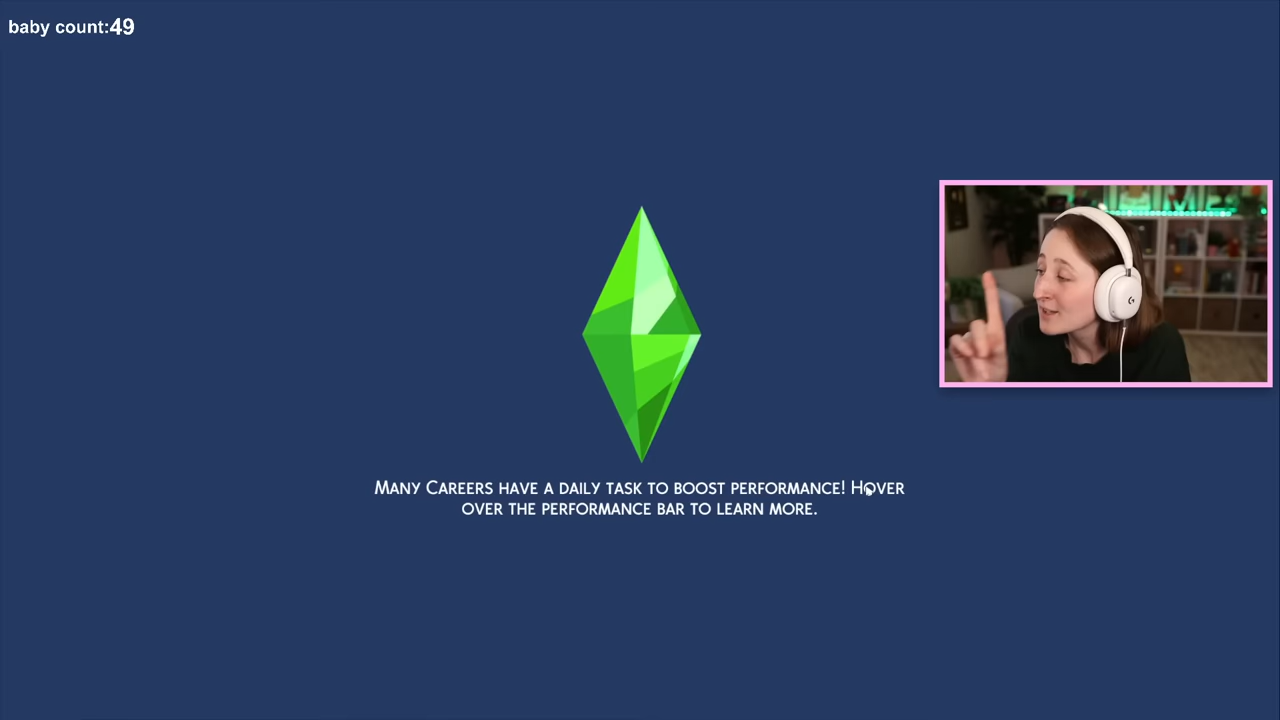 baby count:49
Many Careers have a daily task to boost performance! Hover
over the performance bar to learn more.